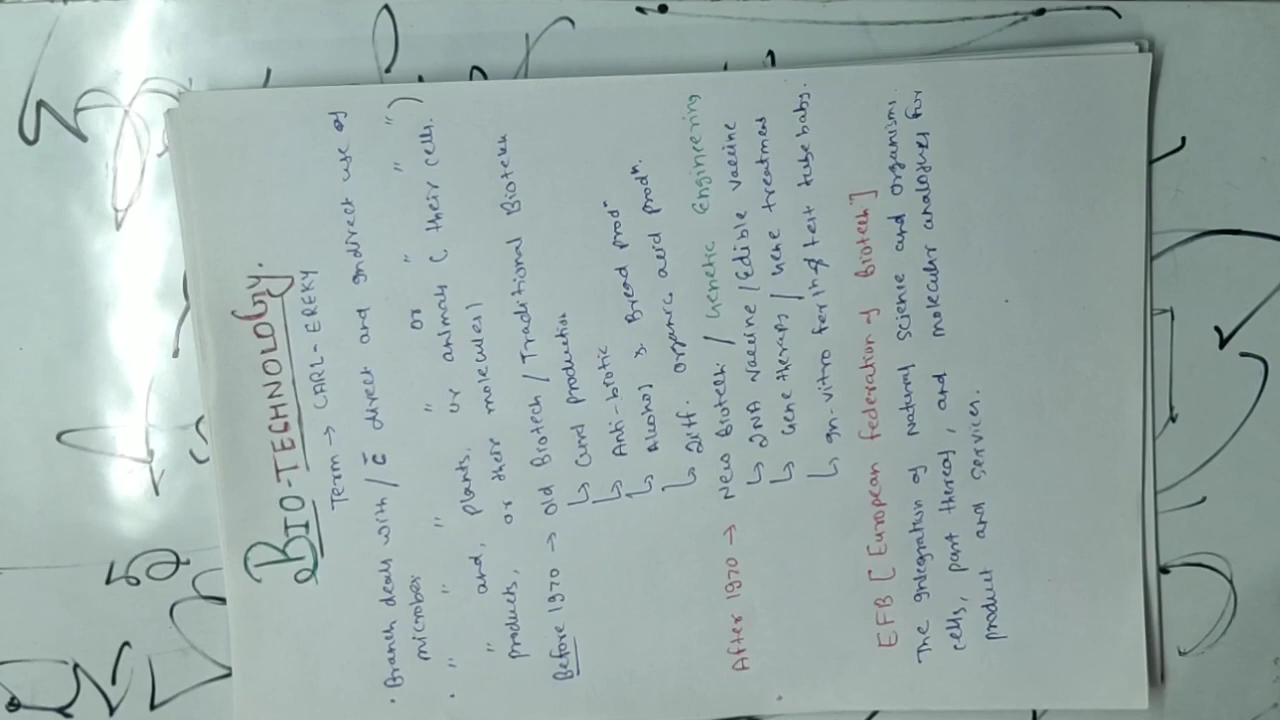 BIO-TECHNOLOGY.
Term → CARL-EREKY
· Branch deals with / c̄ direct and indirect use of
microbes " or " " )
· " " " " or animals ( their cells.
" and, plants,
products, or their molecules)
Before 1970 → Old Biotech / Traditional Biotech
↳ Curd production
↳ Anti-biotic
↳ Alcohol & Bread prodⁿ
↳ Diff. organic acid prodⁿ.
After 1970 → New Biotech / Genetic Engineering
↳ DNA Vaccine / Edible vaccine
↳ Gene therapy / Gene treatment
↳ In-vitro ferlⁿ of test tube baby.
EFB [ European Federation of Biotech ]
The Integration of Natural Science and organisms.
cells, part thereof, and molecular analogues for
product and services.